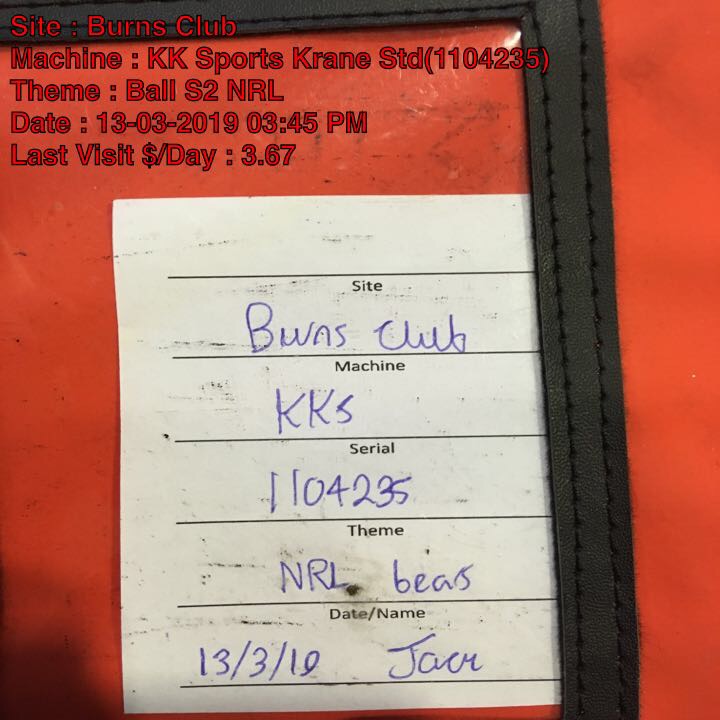 Site : Burns Club
Machine : KK Sports Krane Std(1104235)
Theme : Ball S2 NRL
Date : 13-03-2019 03:45 PM
Last Visit $/Day : 3.67
Site
Burns Club
Machine
KKs
Serial
1104235
Theme
NRL bears
Date/Name
13/3/19